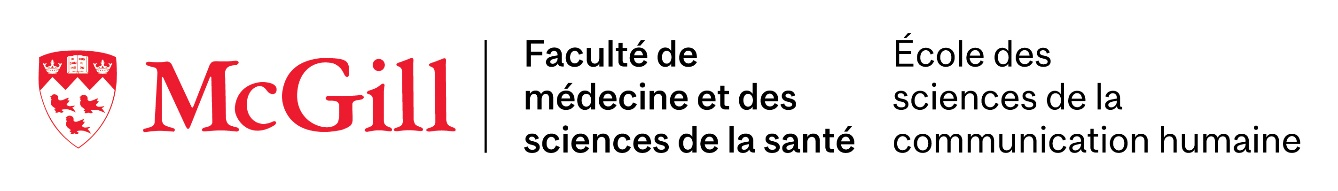 McGill
Faculté de
médecine et des
sciences de la santé
École des
sciences de la
communication humaine